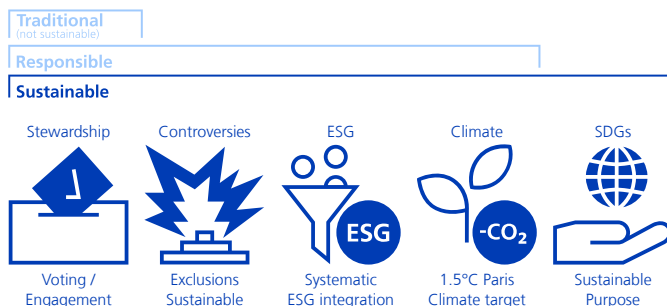 Traditional
(not sustainable)
Responsible
Sustainable
Stewardship
Controversies
ESG
Climate
SDGs
ESG
-CO₂
Voting /
Engagement
Exclusions
Sustainable
Systematic
ESG integration
1.5°C Paris
Climate target
Sustainable
Purpose